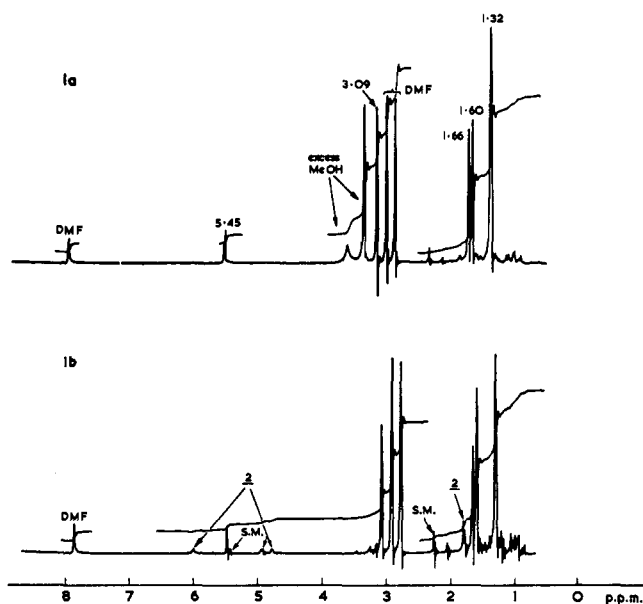 1·32
1a
3·09
DMF
1·60
1·66
excess
MeOH
DMF
5·45
1b
2
2
DMF
S.M.
S.M.
8 7 6 5 4 3 2 1 0 p.p.m.